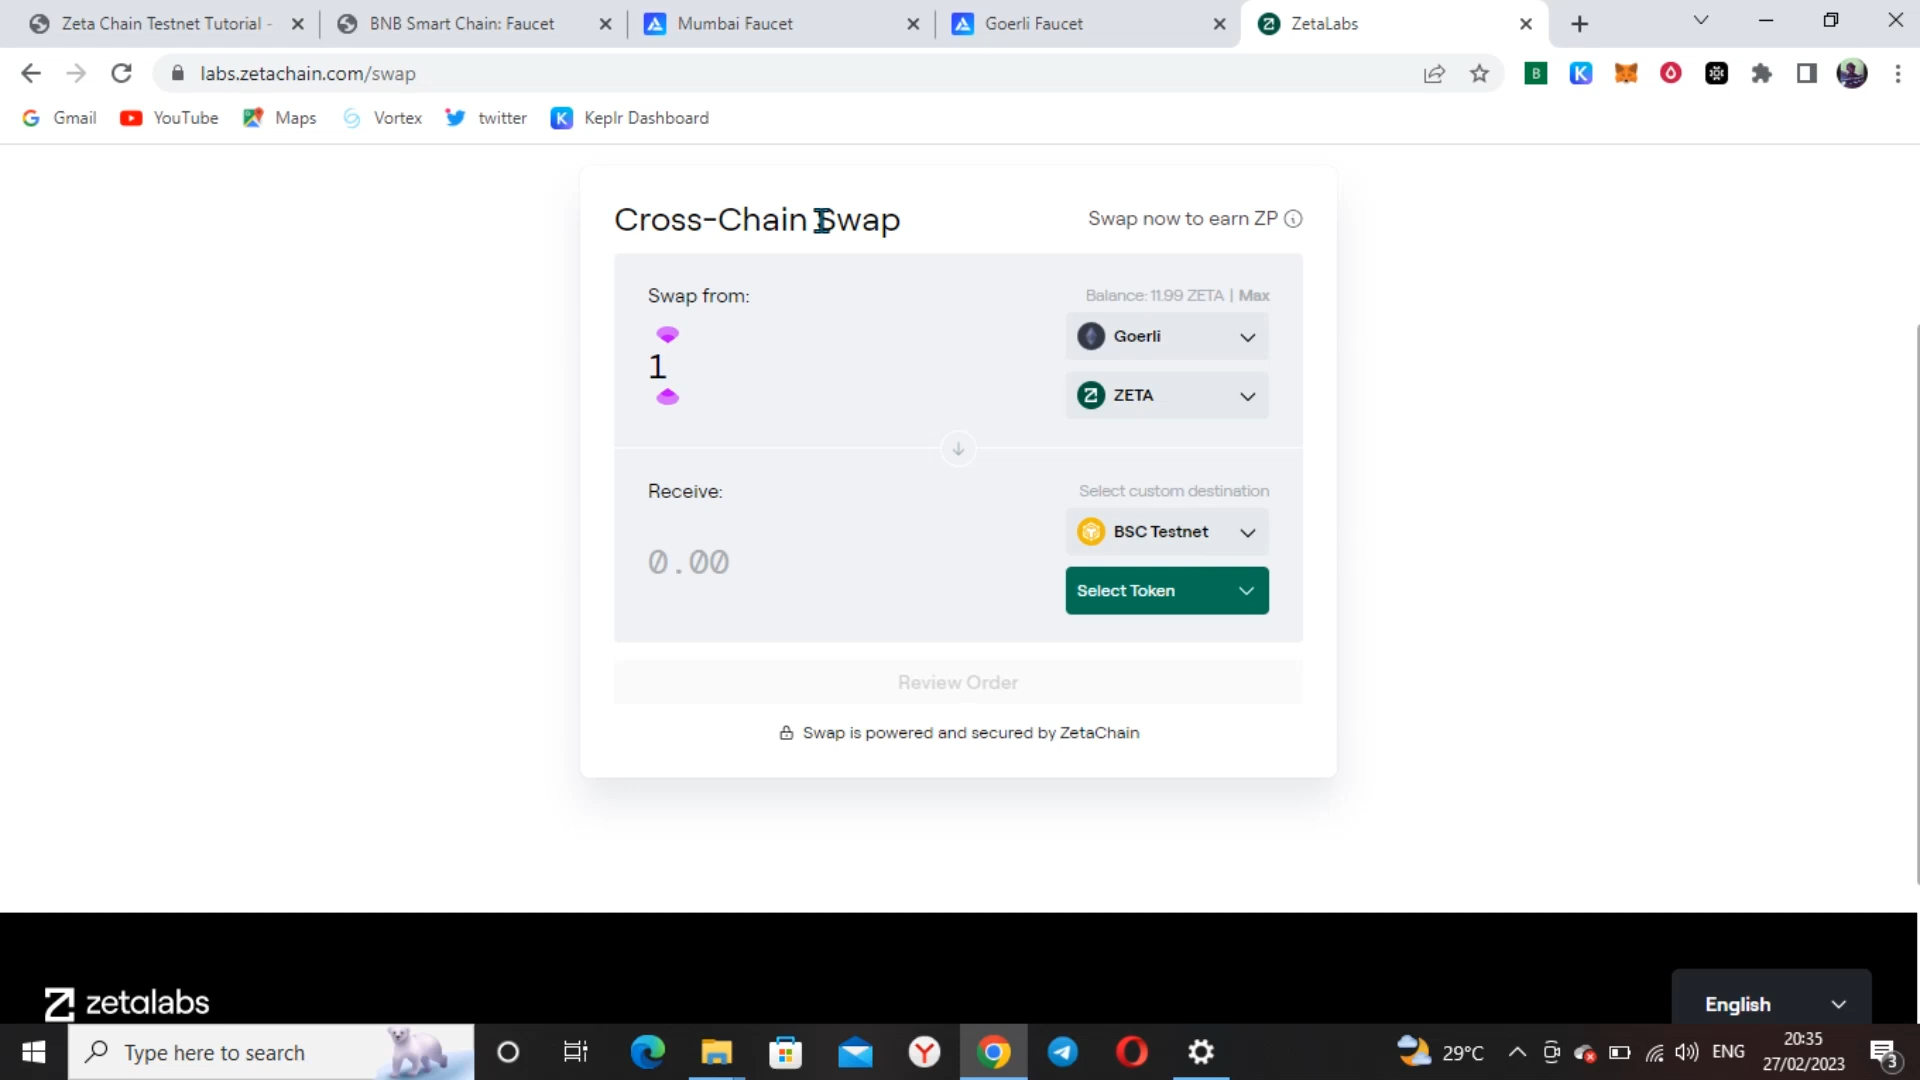 Zeta Chain Testnet Tutorial -
BNB Smart Chain: Faucet
Mumbai Faucet
Goerli Faucet
ZetaLabs
labs.zetachain.com/swap
Gmail
YouTube
Maps
Vortex
twitter
Keplr Dashboard
Cross-Chain Swap
Swap now to earn ZP
Swap from:
Balance: 11.99 ZETA | Max
Goerli
1
ZETA
Receive:
Select custom destination
BSC Testnet
0.00
Select Token
Review Order
Swap is powered and secured by ZetaChain
zetalabs
English
Type here to search
29°C
ENG
20:35
27/02/2023
3